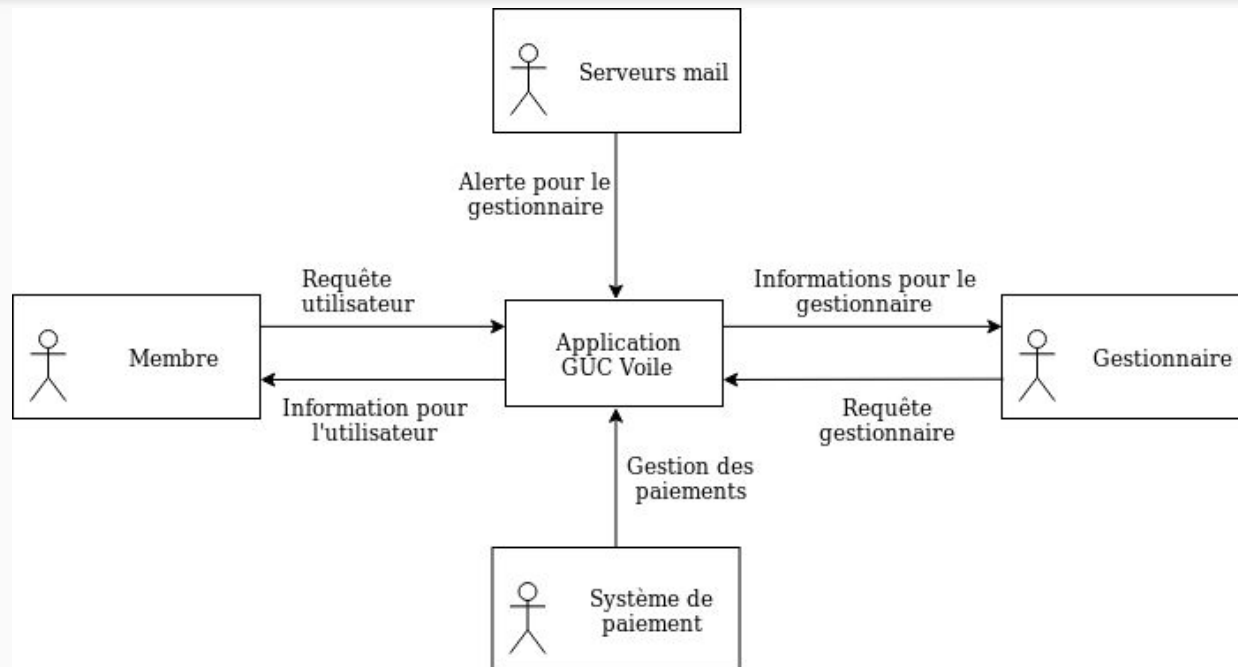 Serveurs mail
Alerte pour le
gestionnaire
Requête
utilisateur
Informations pour le
gestionnaire
Membre
Application
GUC Voile
Gestionnaire
Information pour
l'utilisateur
Requête
gestionnaire
Gestion des
paiements
Système de
paiement